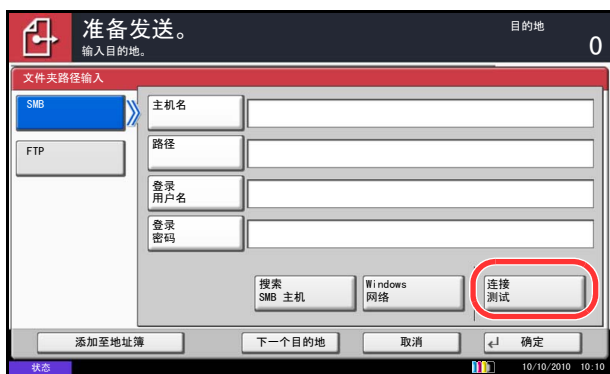 准备发送。
输入目的地。
目的地
0
文件夹路径输入
SMB
FTP
主机名
路径
登录
用户名
登录
密码
搜索
SMB 主机
Windows
网络
连接
测试
添加至地址簿
下一个目的地
取消
确定
状态
10/10/2010 10:10